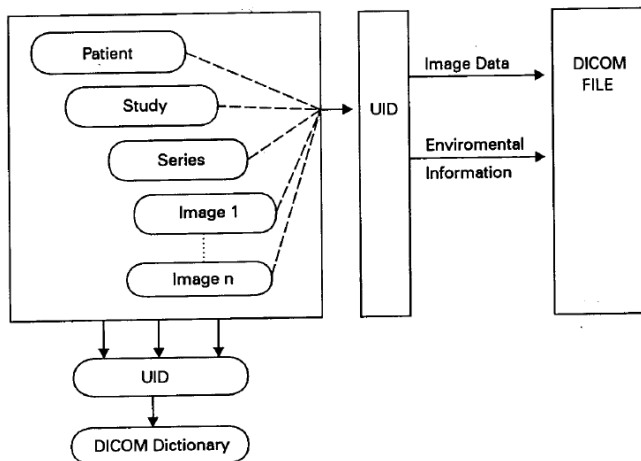 Patient
Study
Series
Image 1
Image n
UID
Image Data
Enviromental
Information
DICOM
FILE
UID
DICOM Dictionary